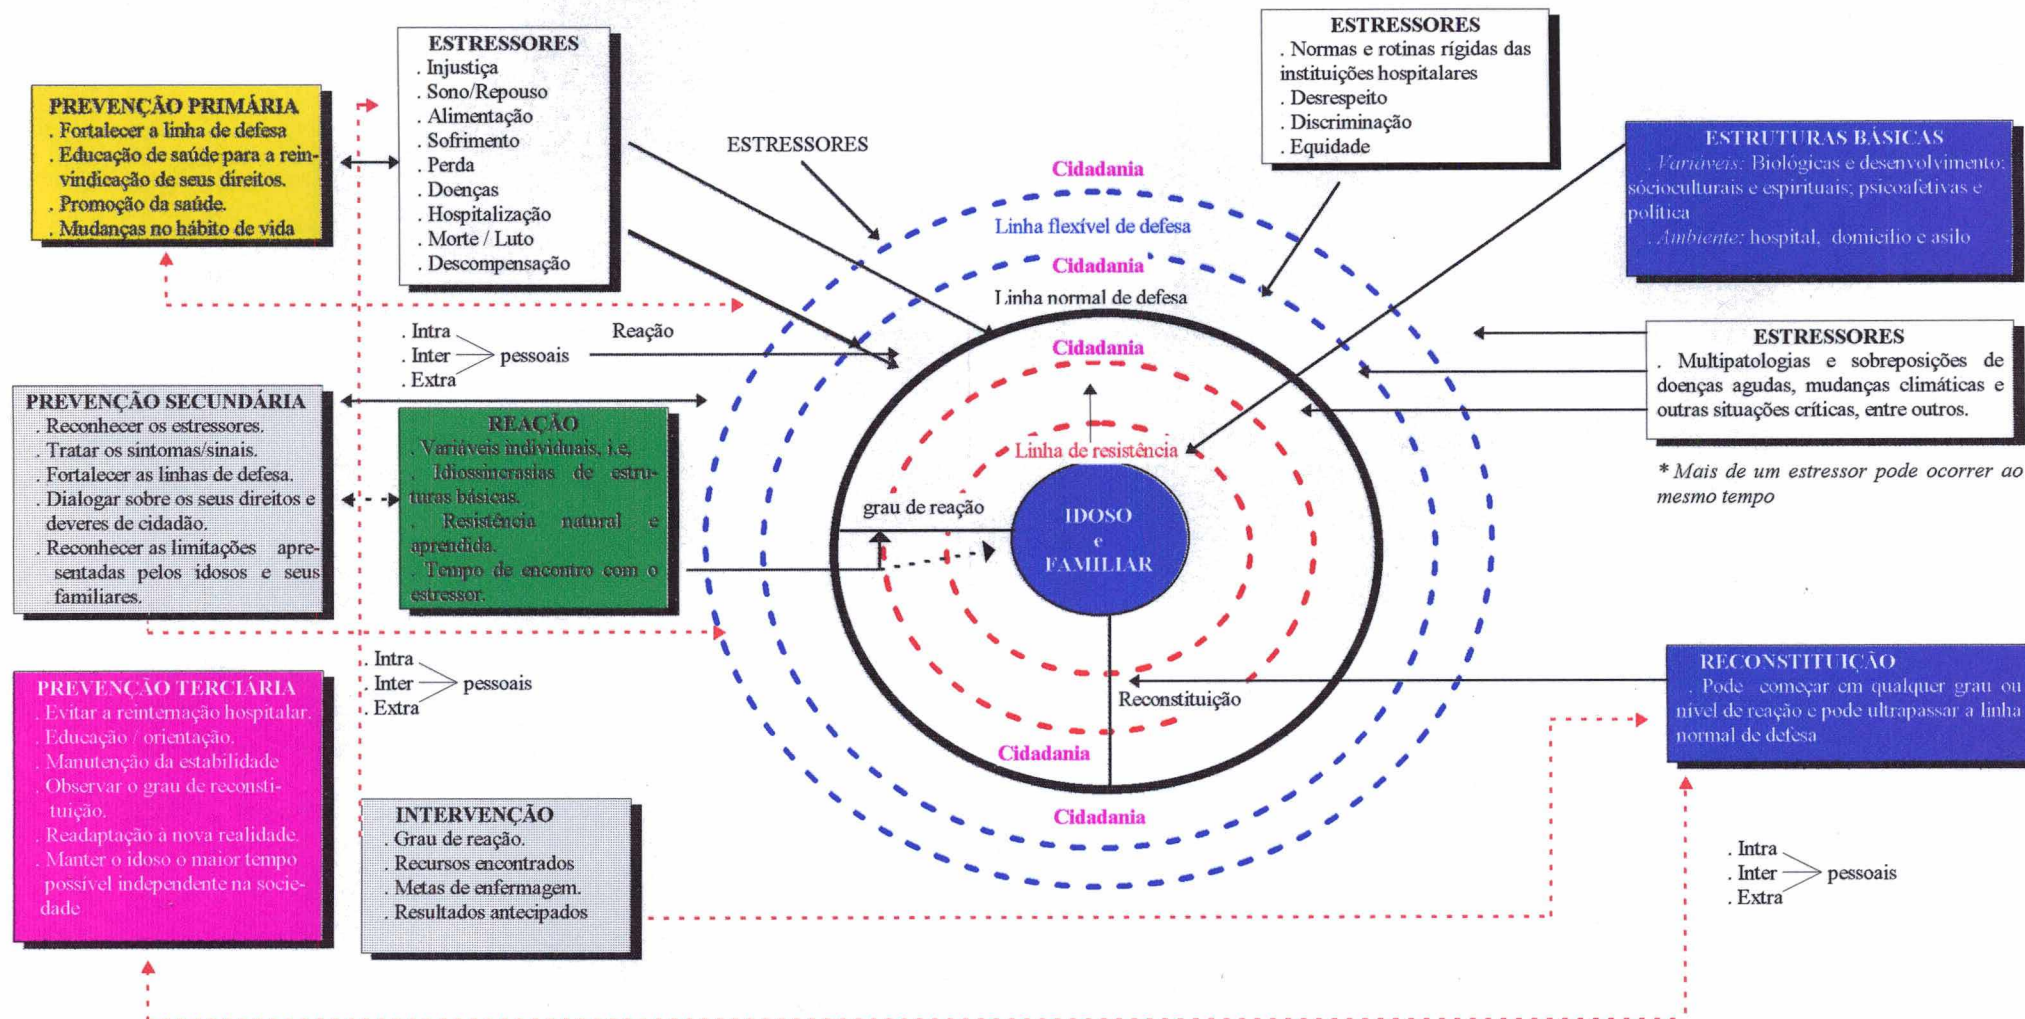 ESTRESSORES
. Injustiça
. Sono/Repouso
. Alimentação
. Sofrimento
. Perda
. Doenças
. Hospitalização
. Morte / Luto
. Descompensação
ESTRESSORES
. Normas e rotinas rígidas das
instituições hospitalares
. Desrespeito
. Discriminação
. Equidade
PREVENÇÃO PRIMÁRIA
. Fortalecer a linha de defesa
. Educação de saúde para a rein-
vindicação de seus direitos.
. Promoção da saúde.
. Mudanças no hábito de vida
ESTRESSORES
ESTRUTURAS BÁSICAS
. Variáveis: Biológicas e desenvolvimento:
sócioculturais e espirituais; psicoafetivas e
política
. Ambiente: hospital, domicílio e asilo
Cidadania
Linha flexível de defesa
Cidadania
Linha normal de defesa
Cidadania
Linha de resistência
. Intra
. Inter
. Extra
pessoais
Reação
ESTRESSORES
. Multipatologias e sobreposições de
doenças agudas, mudanças climáticas e
outras situações críticas, entre outros.
* Mais de um estressor pode ocorrer ao
mesmo tempo
PREVENÇÃO SECUNDÁRIA
. Reconhecer os estressores.
. Tratar os sintomas/sinais.
. Fortalecer as linhas de defesa.
. Dialogar sobre os seus direitos e
deveres de cidadão.
. Reconhecer as limitações apre-
sentadas pelos idosos e seus
familiares.
REAÇÃO
. Variáveis individuais, i.e,
. Idiossincrasias de estru-
turas básicas.
. Resistência natural e
aprendida.
. Tempo de encontro com o
estressor.
grau de reação
IDOSO
e
FAMILIAR
. Intra
. Inter
. Extra
pessoais
Reconstituição
Cidadania
Cidadania
RECONSTITUIÇÃO
. Pode começar em qualquer grau ou
nível de reação e pode ultrapassar a linha
normal de defesa
PREVENÇÃO TERCIÁRIA
. Evitar a reinternação hospitalar.
. Educação / orientação.
. Manutenção da estabilidade
. Observar o grau de reconsti-
tuição.
. Readaptação à nova realidade.
. Manter o idoso o maior tempo
possível independente na socie-
dade
INTERVENÇÃO
. Grau de reação.
. Recursos encontrados
. Metas de enfermagem.
. Resultados antecipados
. Intra
. Inter
. Extra
pessoais